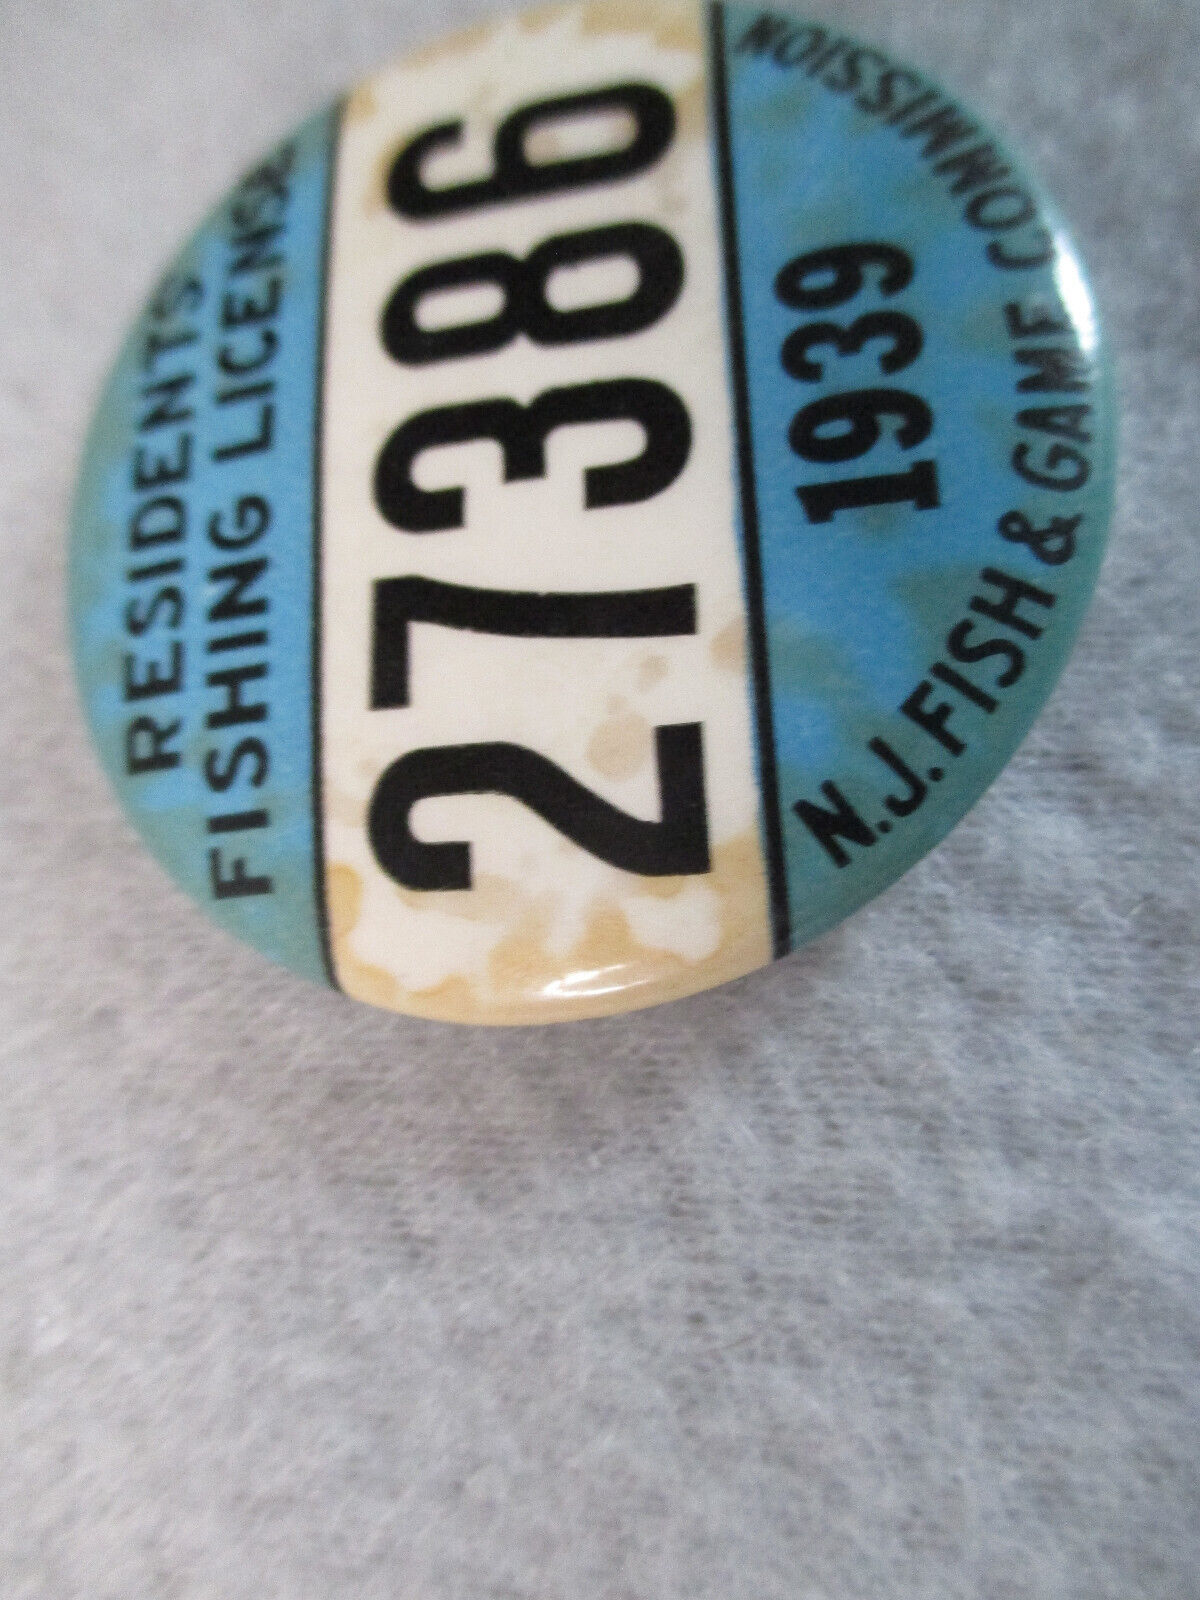 RESIDENTS
FISHING LICENSE
27386
1939
N.J. FISH & GAME COMMISSION